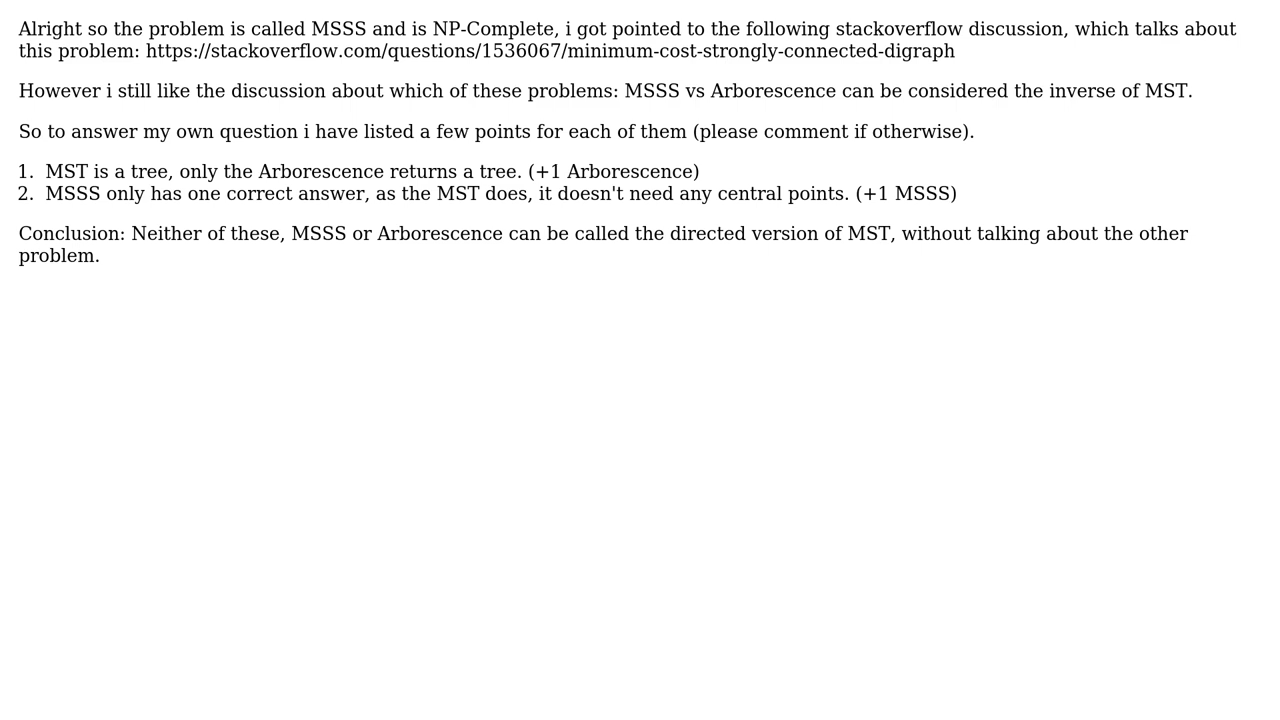 Alright so the problem is called MSSS and is NP-Complete, i got pointed to the following stackoverflow discussion, which talks about
this problem: https://stackoverflow.com/questions/1536067/minimum-cost-strongly-connected-digraph
However i still like the discussion about which of these problems: MSSS vs Arborescence can be considered the inverse of MST.
So to answer my own question i have listed a few points for each of them (please comment if otherwise).
1. MST is a tree, only the Arborescence returns a tree. (+1 Arborescence)
2. MSSS only has one correct answer, as the MST does, it doesn't need any central points. (+1 MSSS)
Conclusion: Neither of these, MSSS or Arborescence can be called the directed version of MST, without talking about the other
problem.